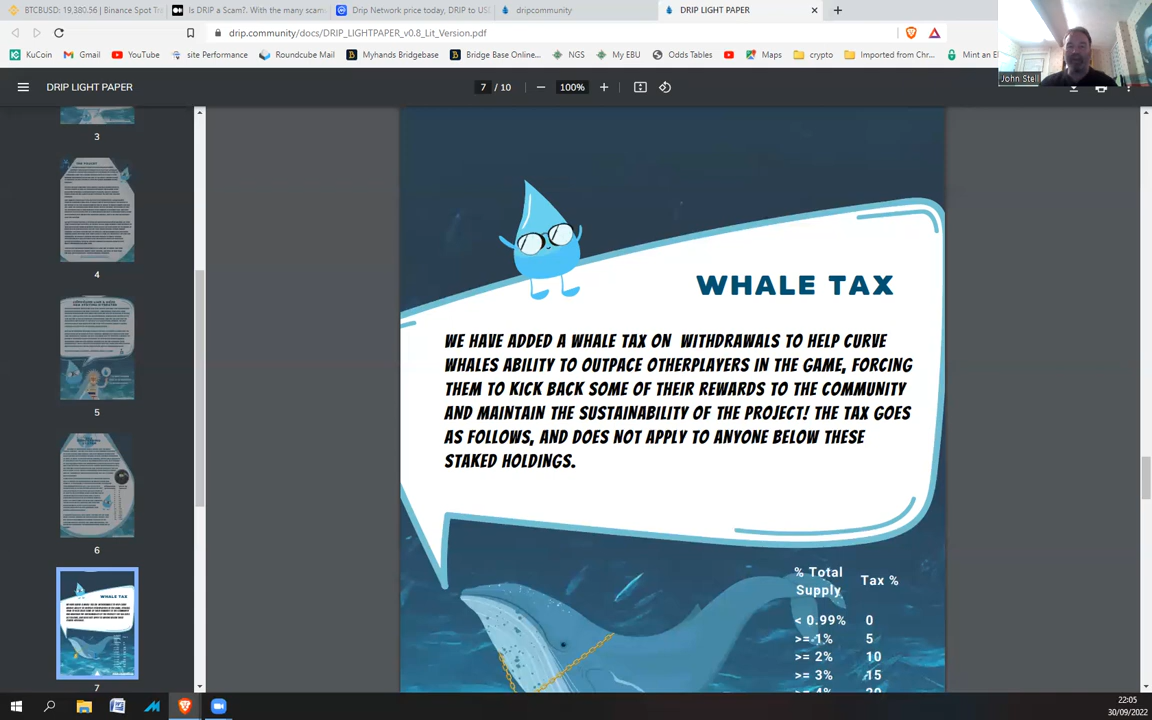 BTCBUSD: 19,380.56 | Binance Spot Tra
Is DRIP a Scam?. With the many scam
Drip Network price today, DRIP to US
dripcommunity
DRIP LIGHT PAPER
drip.community/docs/DRIP_LIGHTPAPER_v0.8_Lit_Version.pdf
KuCoin
Gmail
YouTube
site Performance
Roundcube Mail
Myhands Bridgebase
Bridge Base Onlin...
NGS
My EBU
Odds Tables
Maps
crypto
Imported from Chr...
Mint an E
John Stell
DRIP LIGHT PAPER
7 / 10
100%
3
4
5
6
WHALE TAX
7
WHALE TAX
WE HAVE ADDED A WHALE TAX ON WITHDRAWALS TO HELP CURVE
WHALES ABILITY TO OUTPACE OTHERPLAYERS IN THE GAME, FORCING
THEM TO KICK BACK SOME OF THEIR REWARDS TO THE COMMUNITY
AND MAINTAIN THE SUSTAINABILITY OF THE PROJECT! THE TAX GOES
AS FOLLOWS, AND DOES NOT APPLY TO ANYONE BELOW THESE
STAKED HOLDINGS.
% Total Supply Tax %
< 0.99% 0
>= 1% 5
>= 2% 10
>= 3% 15
>= 4% 20
22:05
30/09/2022